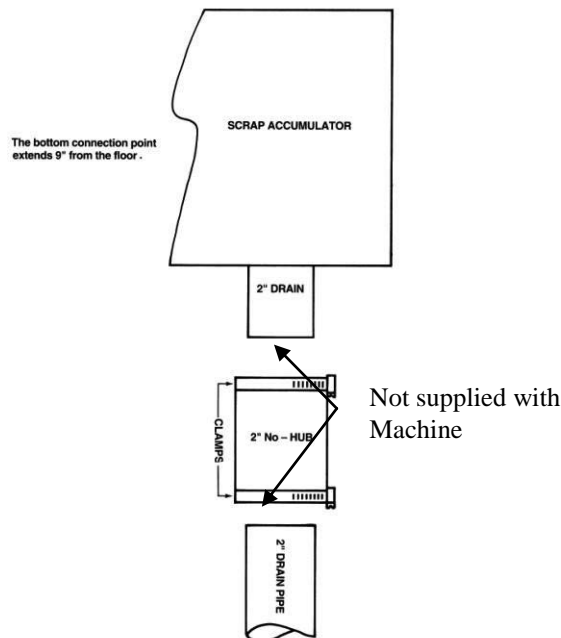 SCRAP ACCUMULATOR
The bottom connection point
extends 9" from the floor.
2" DRAIN
CLAMPS
2" No – HUB
Not supplied with
Machine
2" DRAIN PIPE